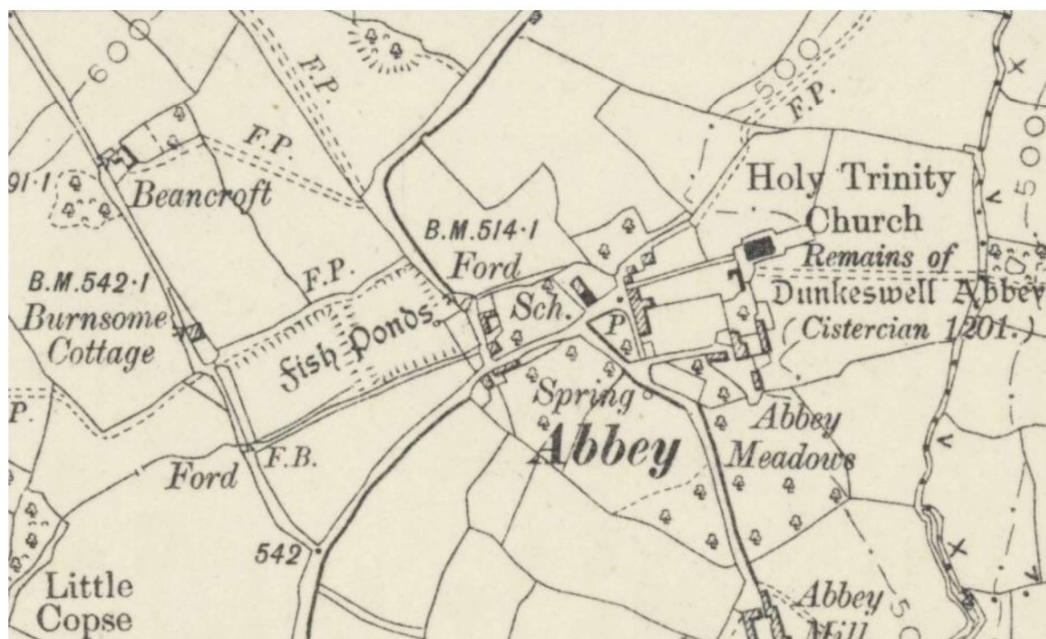 600
F.P.
500
F.P.
F.P.
91·1
Beancroft
Holy Trinity
Church
B.M.514·1
Ford
Remains of
Dunkeswell Abbey
(Cistercian 1201.)
500
B.M.542·1
Burnsome
Cottage
F.P.
Fish Ponds
Sch.
P
Spring
Abbey
Abbey
Meadows
P.
Ford
F.B.
542
Little
Copse
Abbey
Mill
50